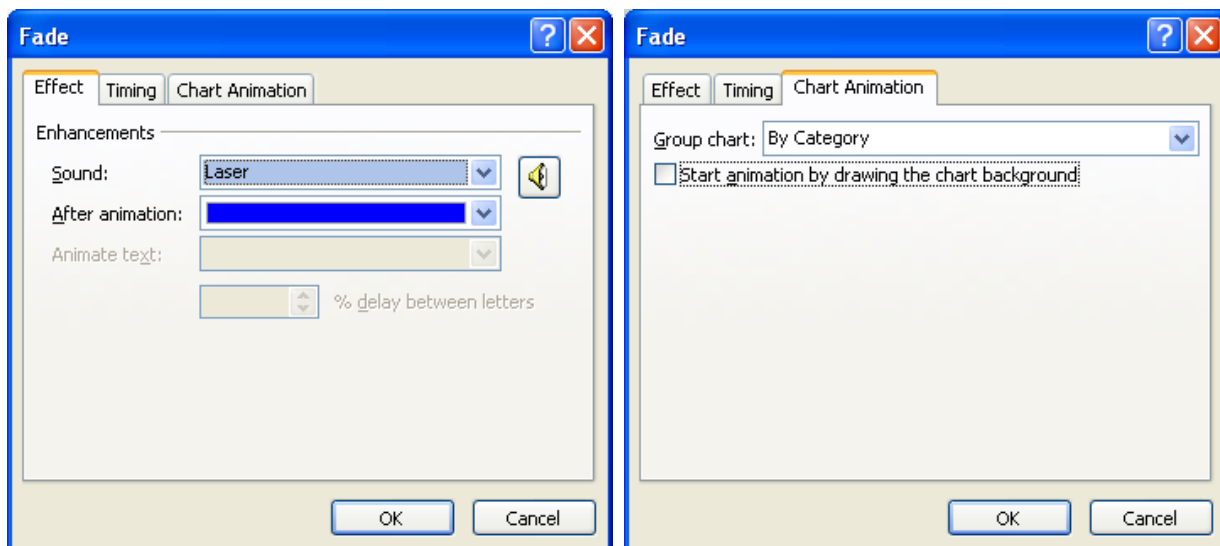 Fade
Effect Timing Chart Animation
Enhancements
Sound: Laser
After animation:
Animate text:
% delay between letters
OK Cancel
Fade
Effect Timing Chart Animation
Group chart: By Category
Start animation by drawing the chart background
OK Cancel